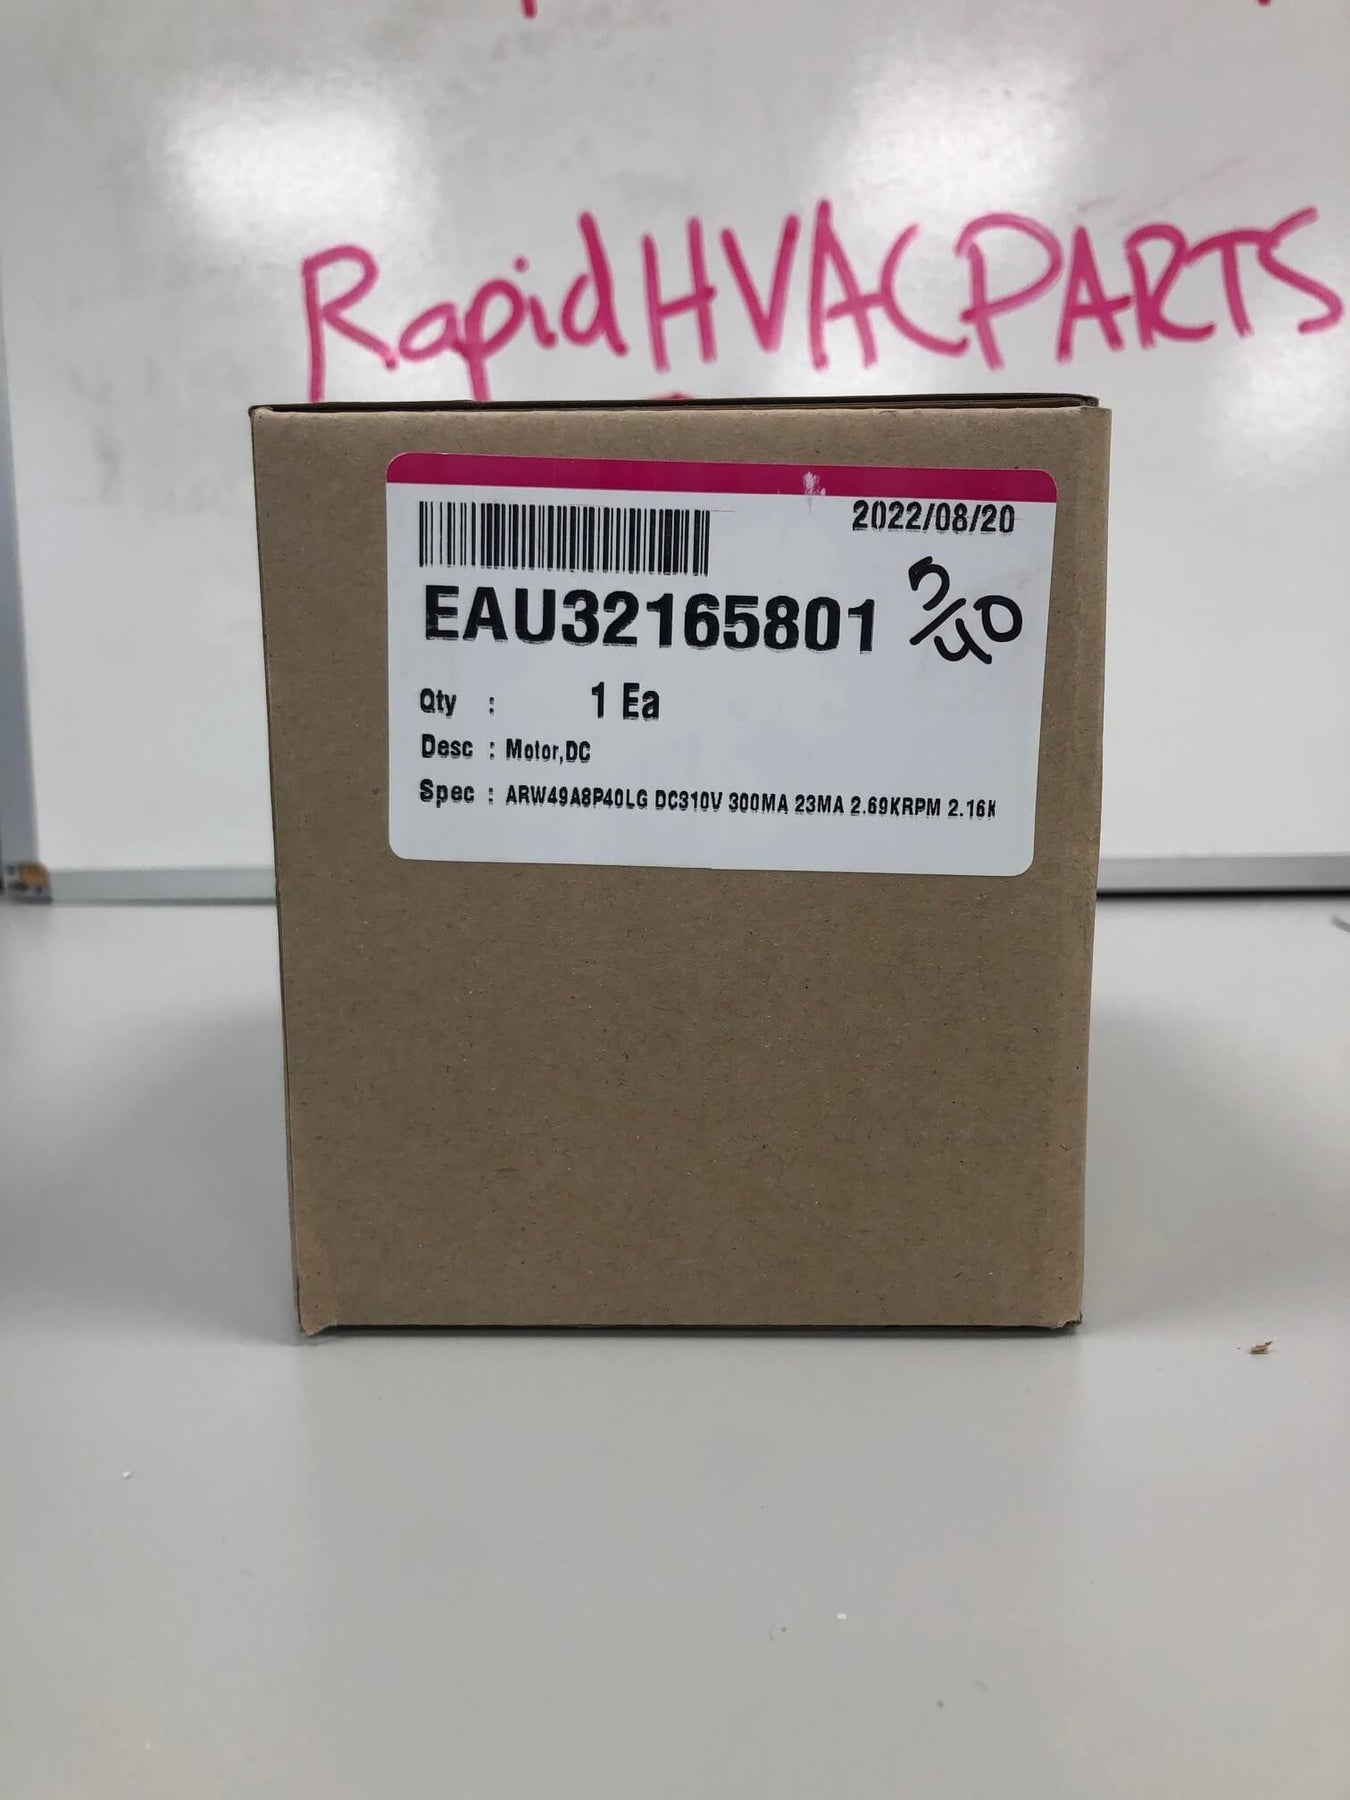 RapidHVACPARTS
2022/08/20
EAU32165801
Qty : 1 Ea
Desc : Motor,DC
Spec : ARW49A8P40LG DC310V 300MA 23MA 2.69KRPM 2.16K